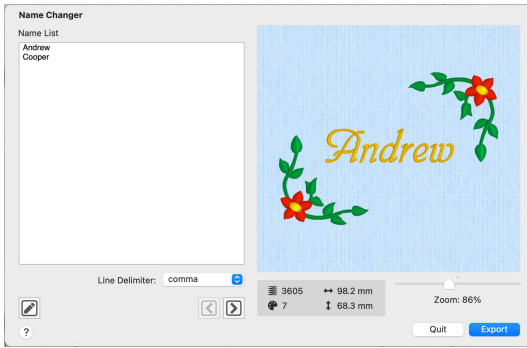 Name Changer
Name List
Andrew
Cooper
Andrew
Line Delimiter: comma
3605 98.2 mm
7 68.3 mm
Zoom: 86%
?
Quit Export